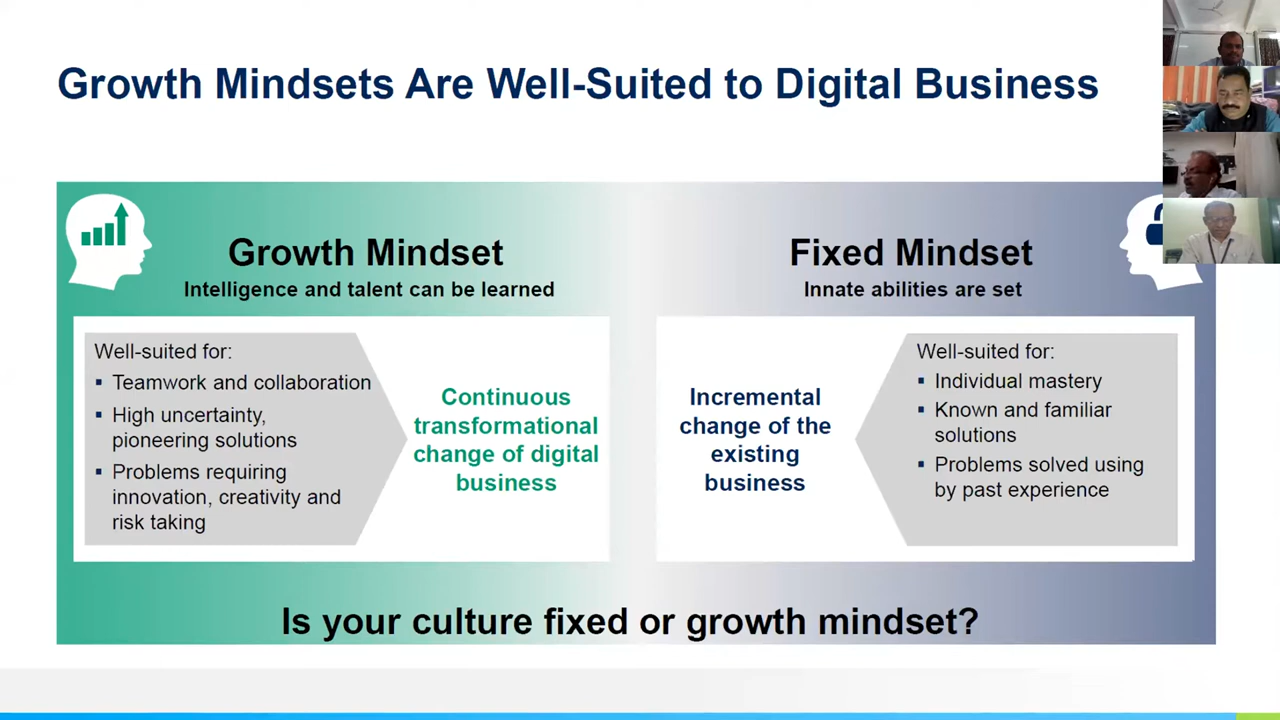 Growth Mindsets Are Well-Suited to Digital Business
Growth Mindset
Intelligence and talent can be learned
Well-suited for:
▪ Teamwork and collaboration
▪ High uncertainty,
pioneering solutions
▪ Problems requiring
innovation, creativity and
risk taking
Continuous
transformational
change of digital
business
Fixed Mindset
Innate abilities are set
Incremental
change of the
existing
business
Well-suited for:
▪ Individual mastery
▪ Known and familiar
solutions
▪ Problems solved using
by past experience
Is your culture fixed or growth mindset?